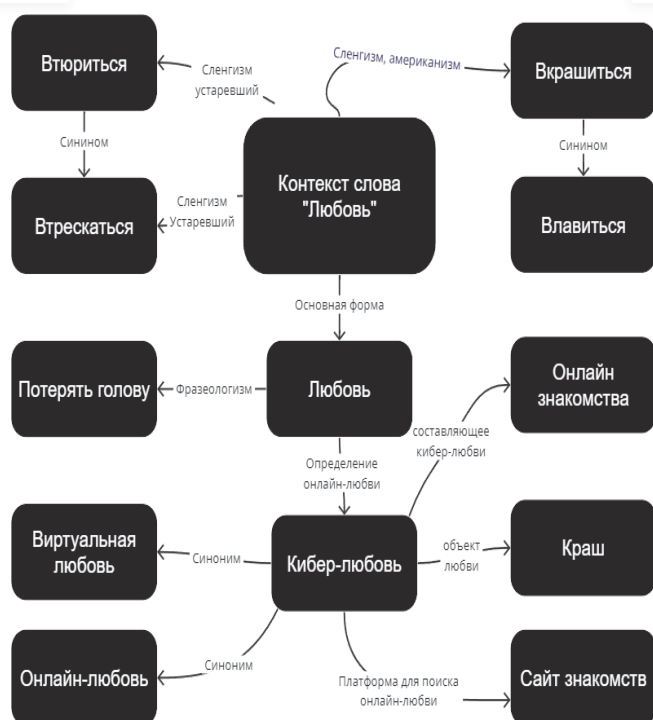 Втюриться
Сленгизм
устаревший
Сленгизм, американизм
Вкрашиться
Синином
Синином
Втрескаться
Сленгизм
Устаревший
Контекст слова
"Любовь"
Влавиться
Основная форма
Потерять голову
Фразеологизм
Любовь
Онлайн
знакомства
составляющее
кибер-любви
Определение
онлайн-любви
Виртуальная
любовь
Синоним
Кибер-любовь
объект
любви
Краш
Онлайн-любовь
Синоним
Платформа для поиска
онлайн-любви
Сайт знакомств